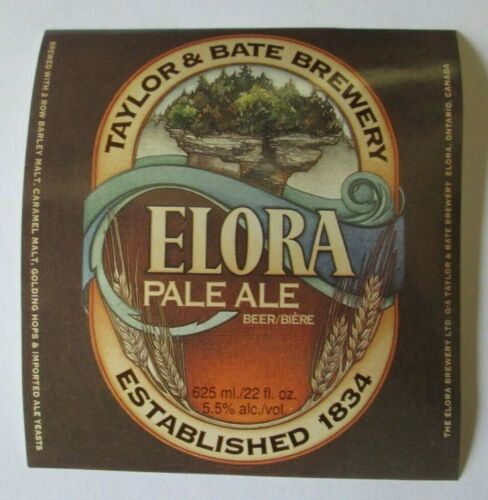 TAYLOR & BATE BREWERY
ELORA
PALE ALE
BEER/BIÈRE
625 ml./22 fl. oz.
5.5% alc./vol.
ESTABLISHED 1834
BREWED WITH 2 ROW BARLEY MALT, CARAMEL MALT, GOLDING HOPS & IMPORTED ALE YEASTS
THE ELORA BREWERY LTD. O/A TAYLOR & BATE BREWERY ELORA, ONTARIO, CANADA